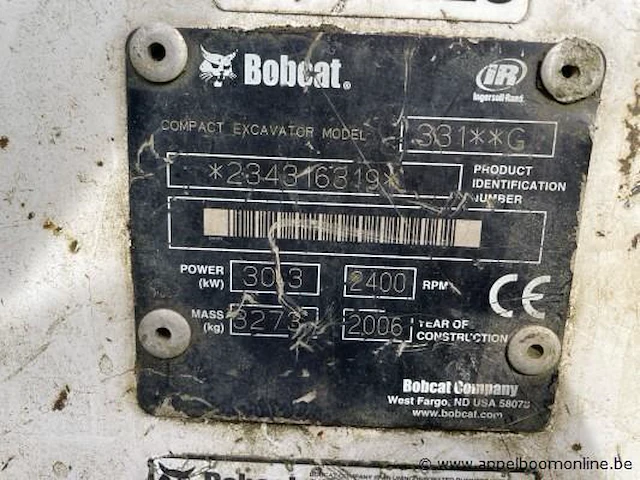 Bobcat®
IR
Ingersoll Rand
COMPACT EXCAVATOR MODEL 331**G
*234316319* PRODUCT
IDENTIFICATION
NUMBER
POWER (kW) 30.3 2400 RPM
MASS (kg) 3273 2006 YEAR OF
CONSTRUCTION
CE
Bobcat Company
West Fargo, ND USA 58078
www.bobcat.com
Bobcat
© www.appelboomonline.be